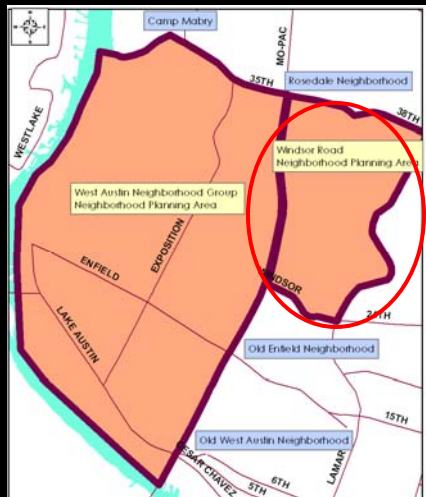 Camp Mabry
MO-PAC
35TH
Rosedale Neighborhood
38TH
WESTLAKE
Windsor Road
Neighborhood Planning Area
West Austin Neighborhood Group
Neighborhood Planning Area
EXPOSITION
ENFIELD
WINDSOR
LAKE AUSTIN
24TH
Old Enfield Neighborhood
15TH
Old West Austin Neighborhood
CESAR CHAVEZ
6TH
5TH
LAMAR